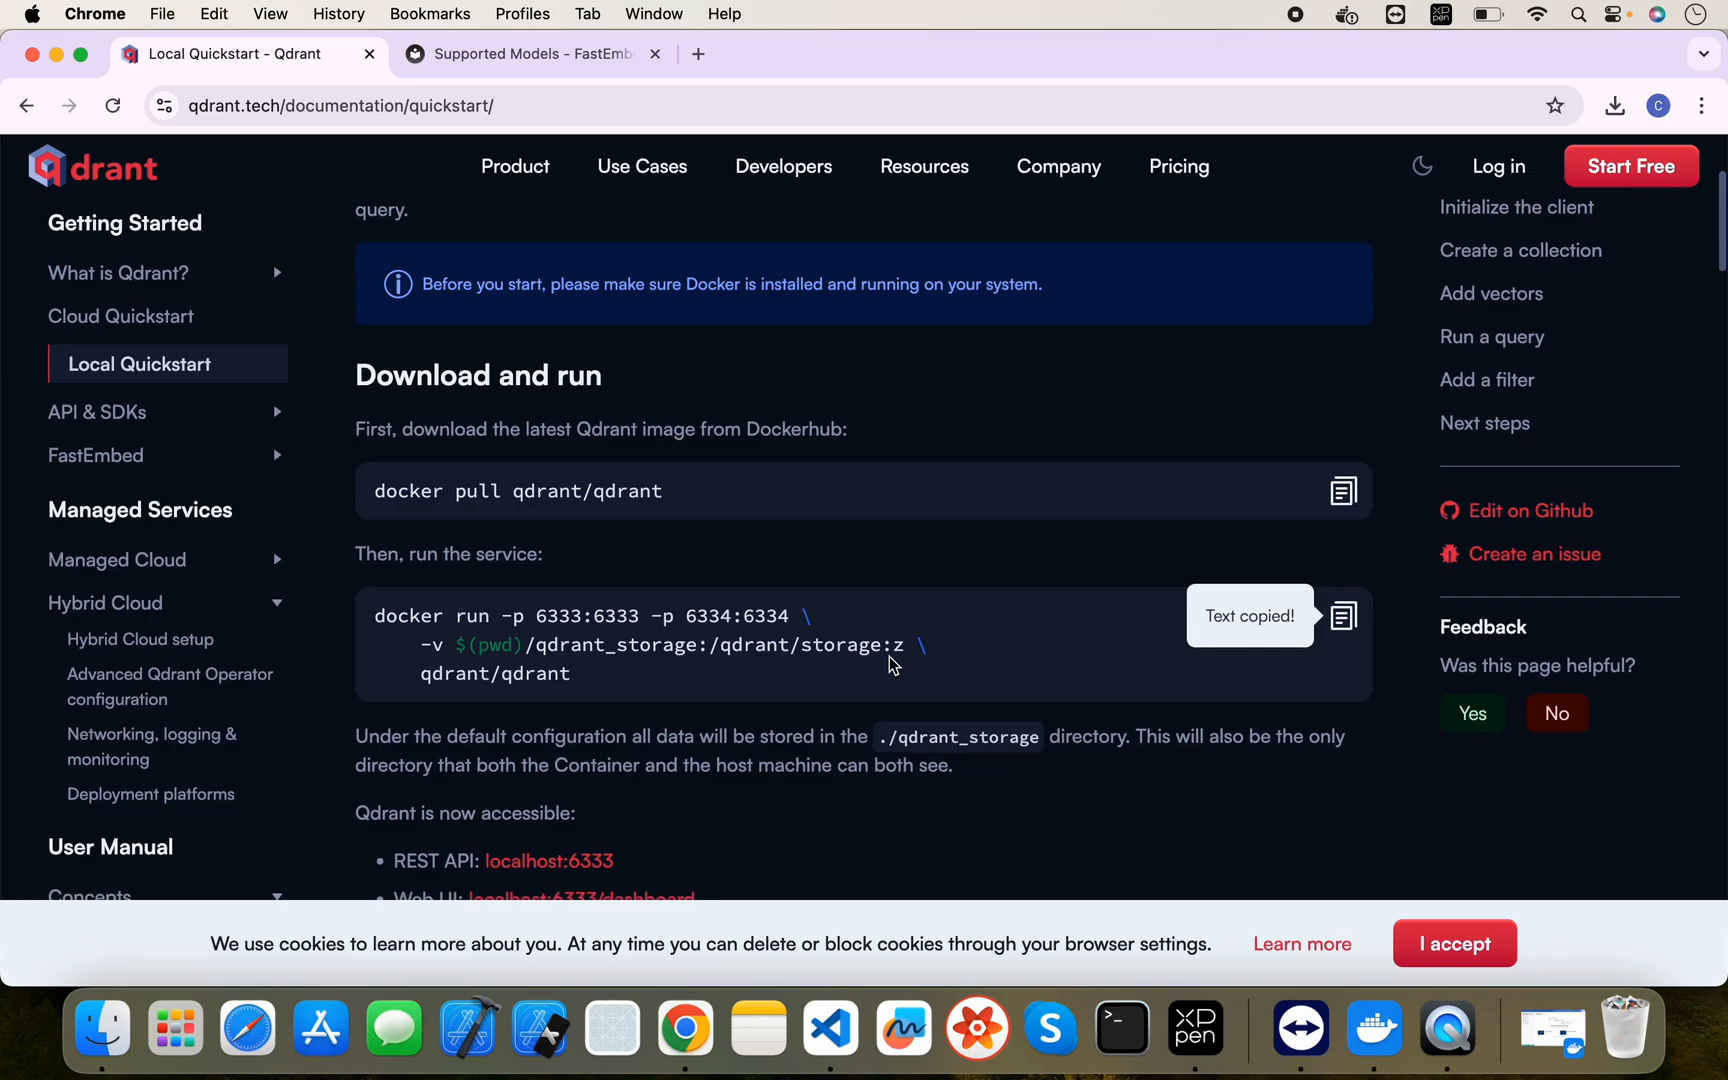 Chrome File Edit View History Bookmarks Profiles Tab Window Help
Local Quickstart - Qdrant
Supported Models - FastEmb
qdrant.tech/documentation/quickstart/
C
qdrant
Product Use Cases Developers Resources Company Pricing
Log in
Start Free
Getting Started
What is Qdrant?
Cloud Quickstart
Local Quickstart
API & SDKs
FastEmbed
Managed Services
Managed Cloud
Hybrid Cloud
Hybrid Cloud setup
Advanced Qdrant Operator
configuration
Networking, logging &
monitoring
Deployment platforms
User Manual
Concepts
query.
Before you start, please make sure Docker is installed and running on your system.
Download and run
First, download the latest Qdrant image from Dockerhub:
docker pull qdrant/qdrant
Then, run the service:
docker run -p 6333:6333 -p 6334:6334 \
-v $(pwd)/qdrant_storage:/qdrant/storage:z \
qdrant/qdrant
Text copied!
Under the default configuration all data will be stored in the ./qdrant_storage directory. This will also be the only
directory that both the Container and the host machine can both see.
Qdrant is now accessible:
• REST API: localhost:6333
• Web UI: localhost:6333/dashboard
Initialize the client
Create a collection
Add vectors
Run a query
Add a filter
Next steps
Edit on Github
Create an issue
Feedback
Was this page helpful?
Yes
No
We use cookies to learn more about you. At any time you can delete or block cookies through your browser settings.
Learn more
I accept
XP
pen